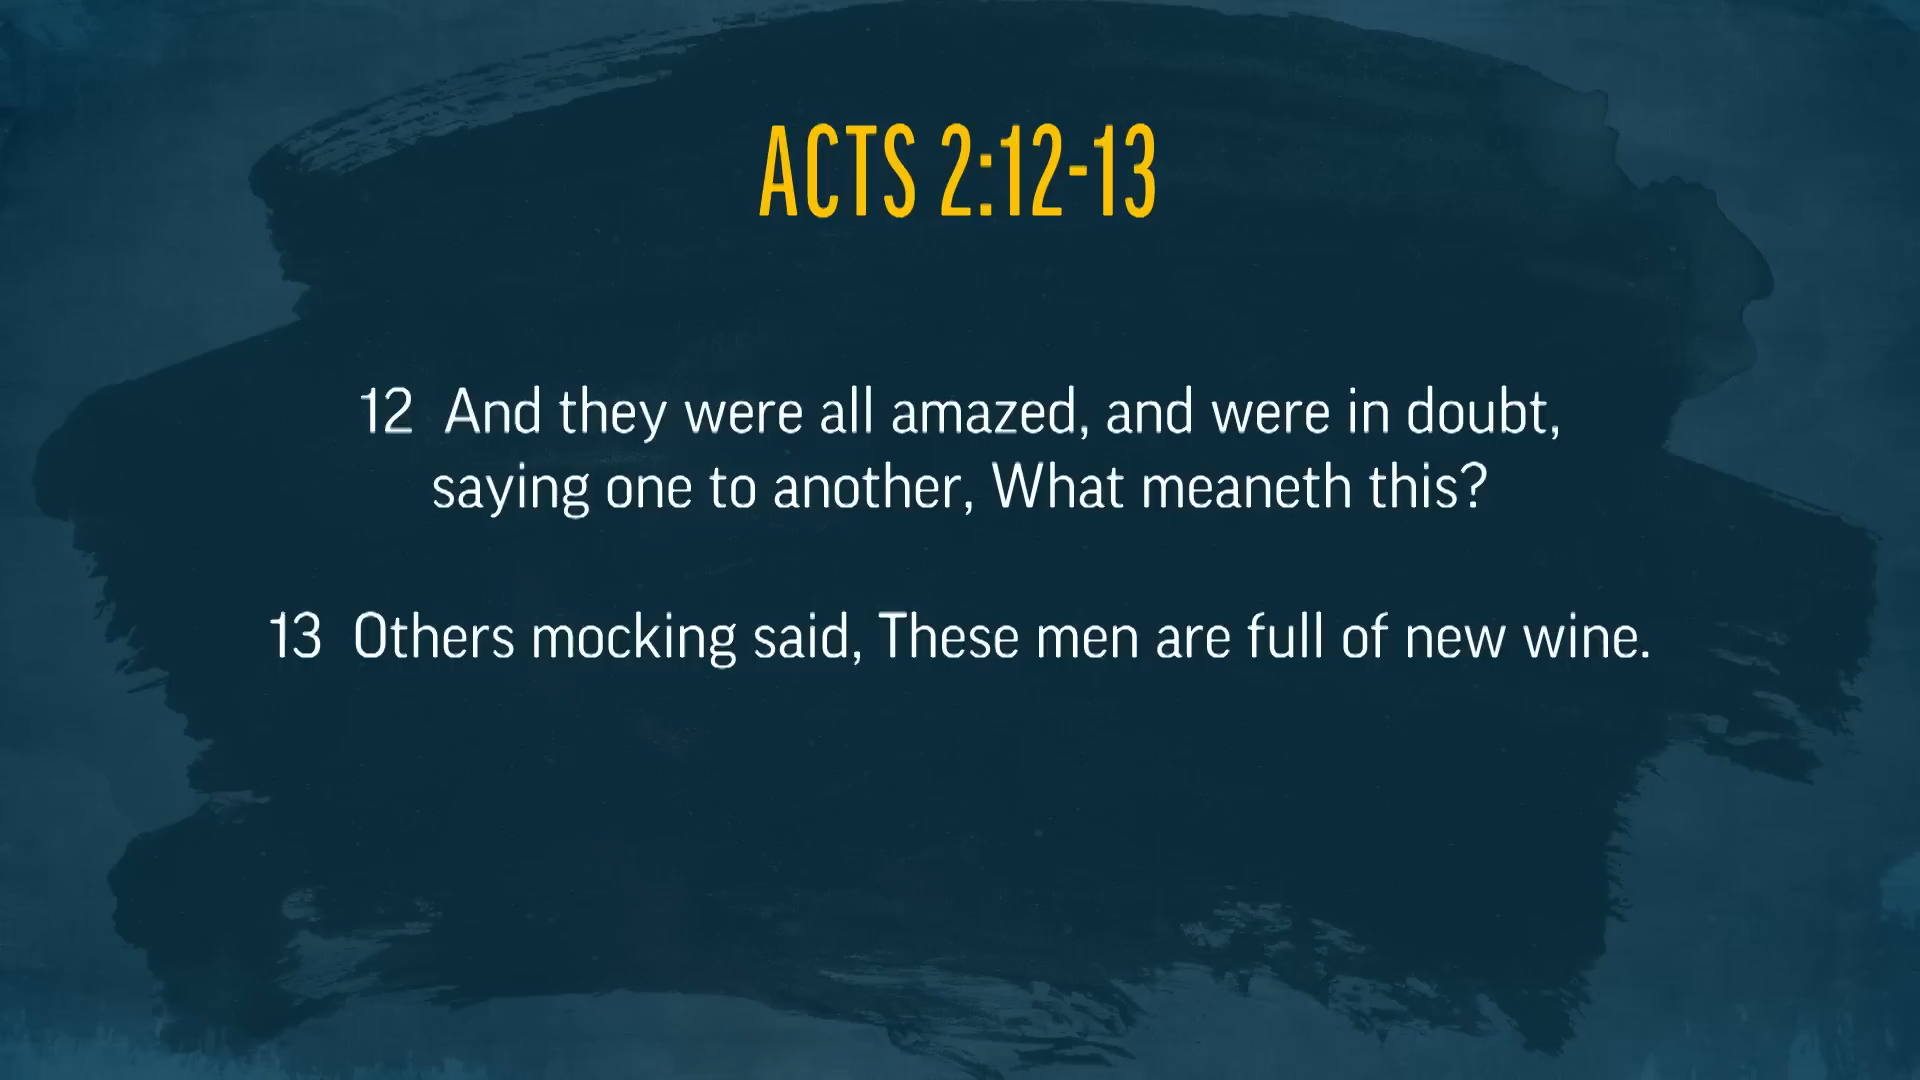 ACTS 2:12-13
12 And they were all amazed, and were in doubt,
saying one to another, What meaneth this?
13 Others mocking said, These men are full of new wine.